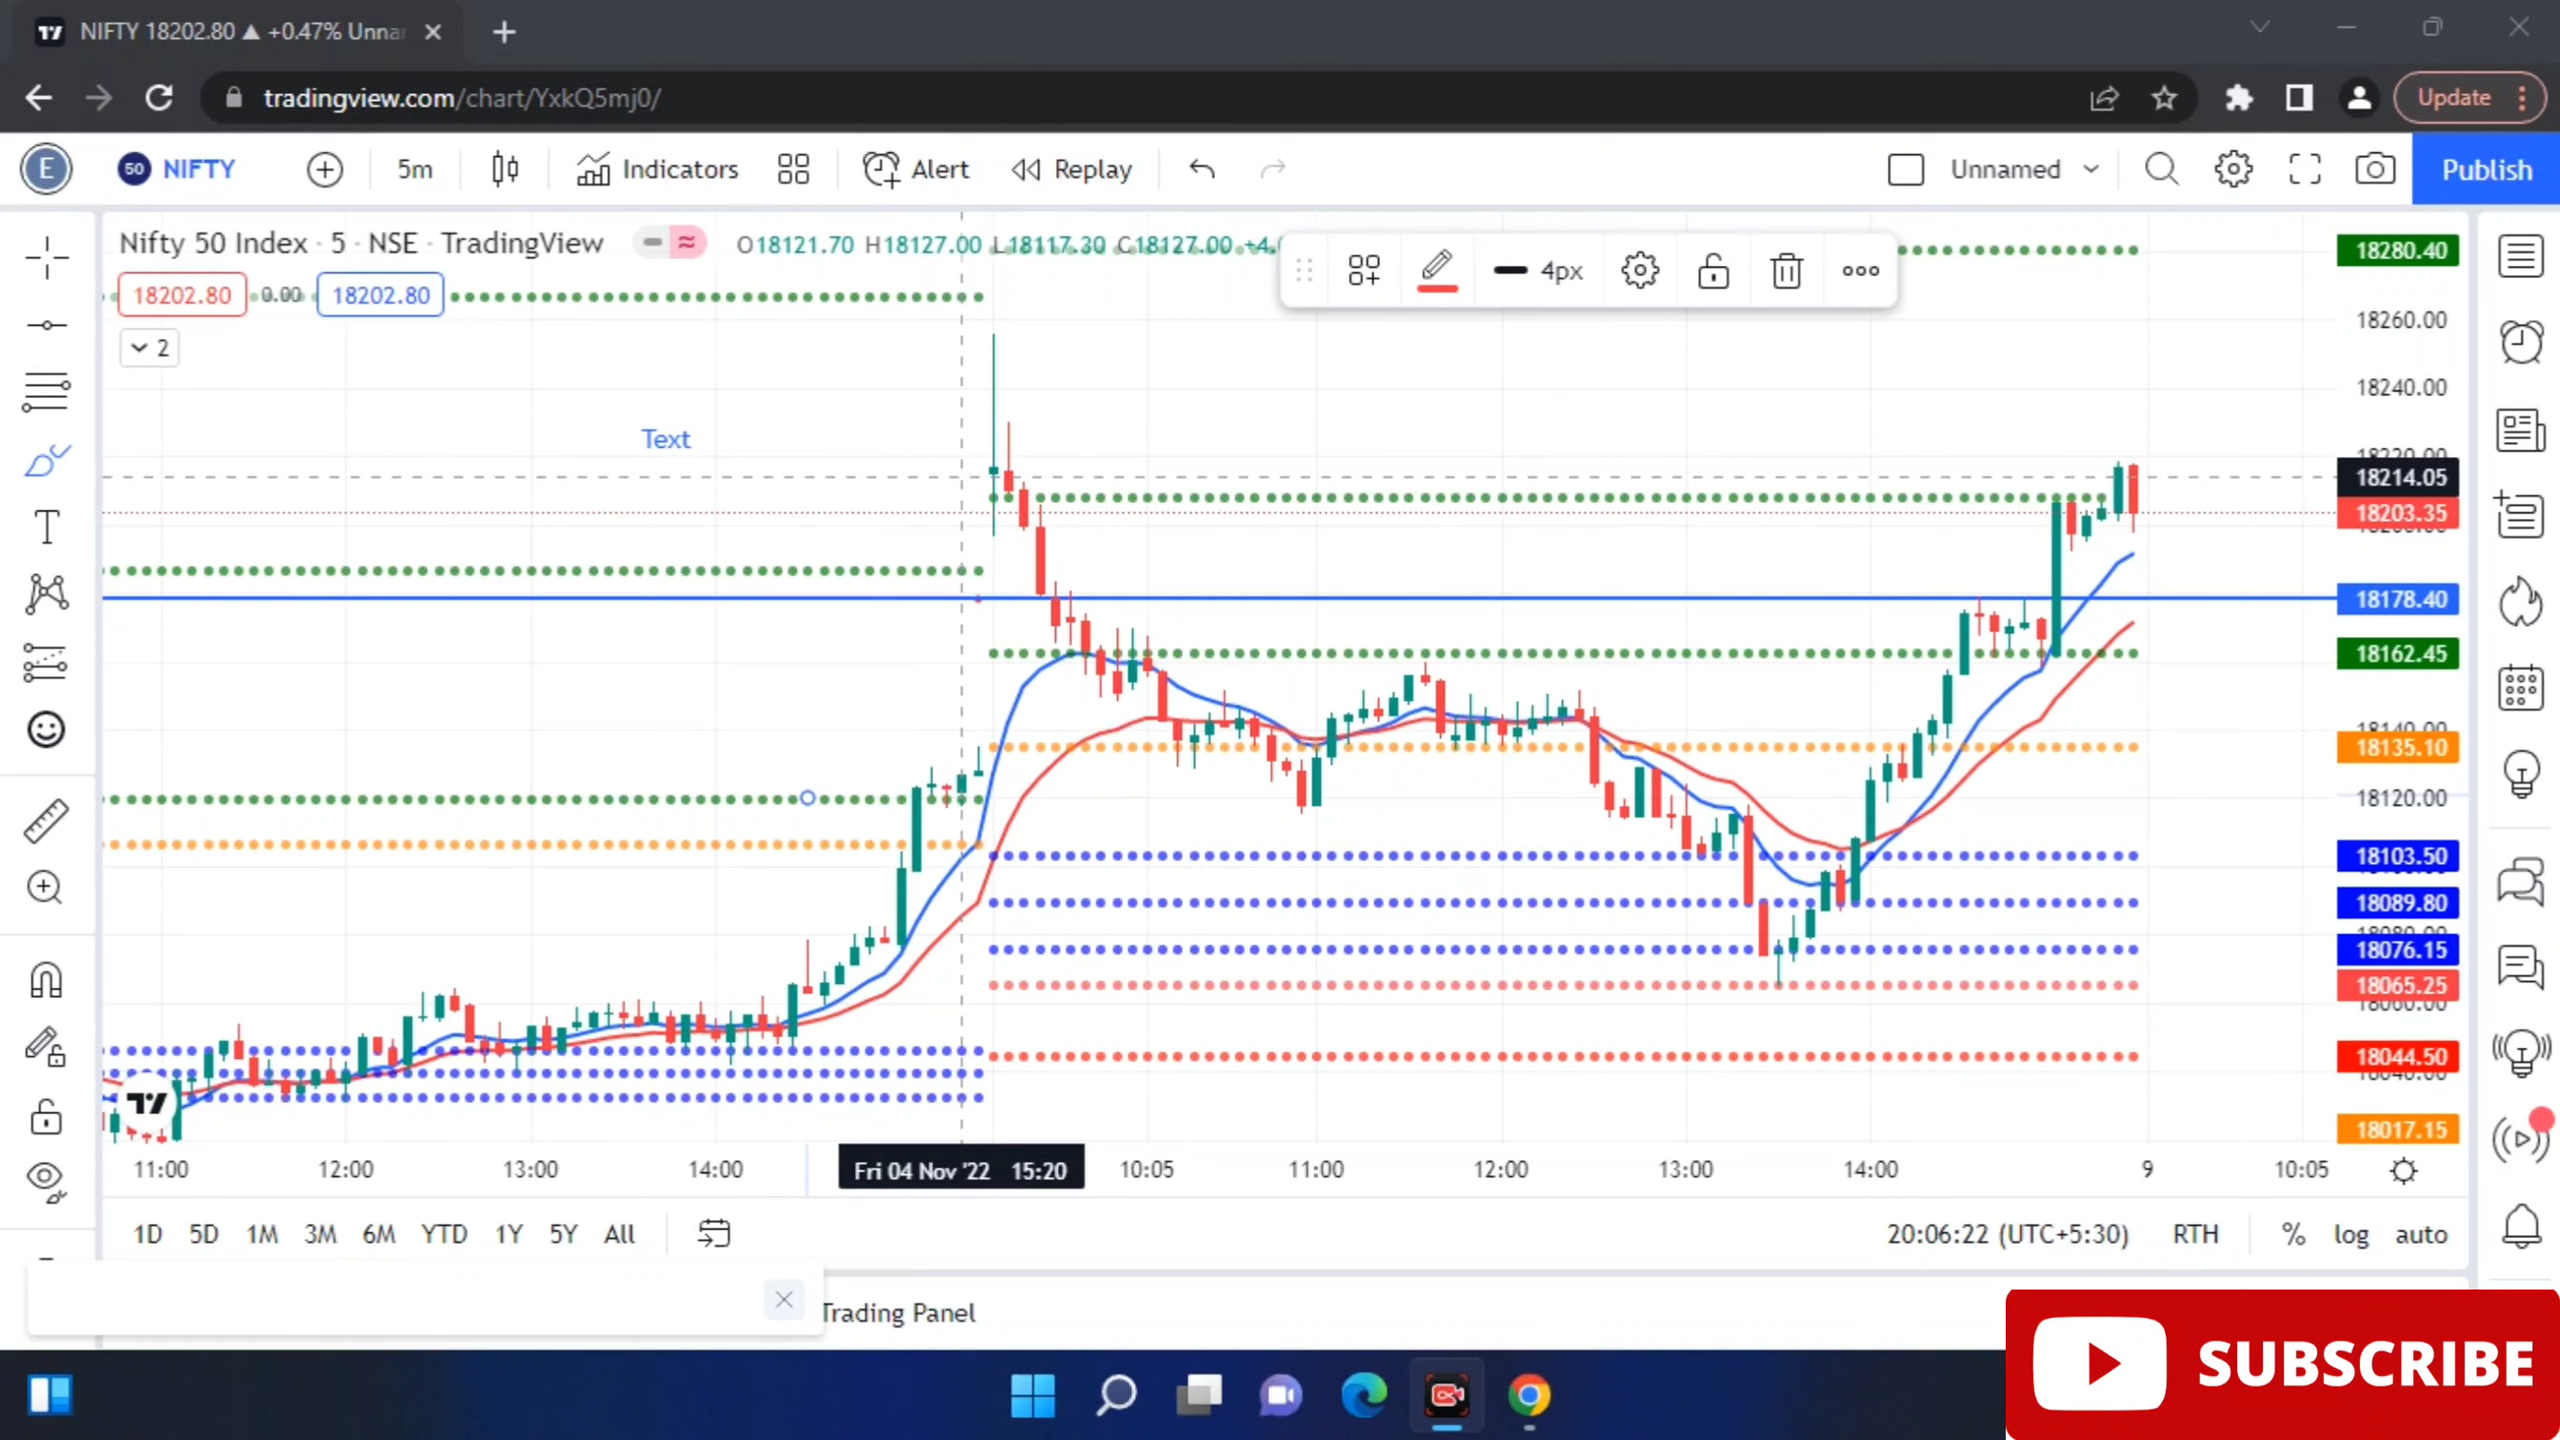 NIFTY 18202.80 ▲ +0.47% Unnar
tradingview.com/chart/YxkQ5mj0/
Update
E
50 NIFTY
5m
Indicators
Alert
Replay
Unnamed
Publish
Nifty 50 Index · 5 · NSE · TradingView
O18121.70 H18127.00 L18117.30 C18127.00
4px
18202.80 0.00 18202.80
2
Text
18280.40
18260.00
18240.00
18214.05
18203.35
18178.40
18162.45
18140.00
18135.10
18120.00
18103.50
18089.80
18076.15
18065.25
18060.00
18044.50
18017.15
11:00 12:00 13:00 14:00 Fri 04 Nov '22 15:20 10:05 11:00 12:00 13:00 14:00 9 10:05
1D 5D 1M 3M 6M YTD 1Y 5Y All
20:06:22 (UTC+5:30) RTH % log auto
Trading Panel
SUBSCRIBE